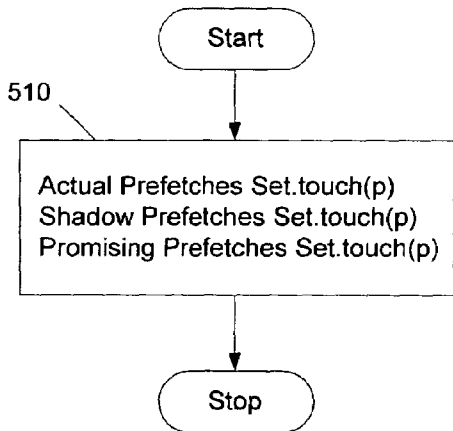 Start
510
Actual Prefetches Set.touch(p)
Shadow Prefetches Set.touch(p)
Promising Prefetches Set.touch(p)
Stop